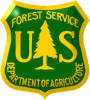 FOREST SERVICE
U S
DEPARTMENT OF AGRICULTURE